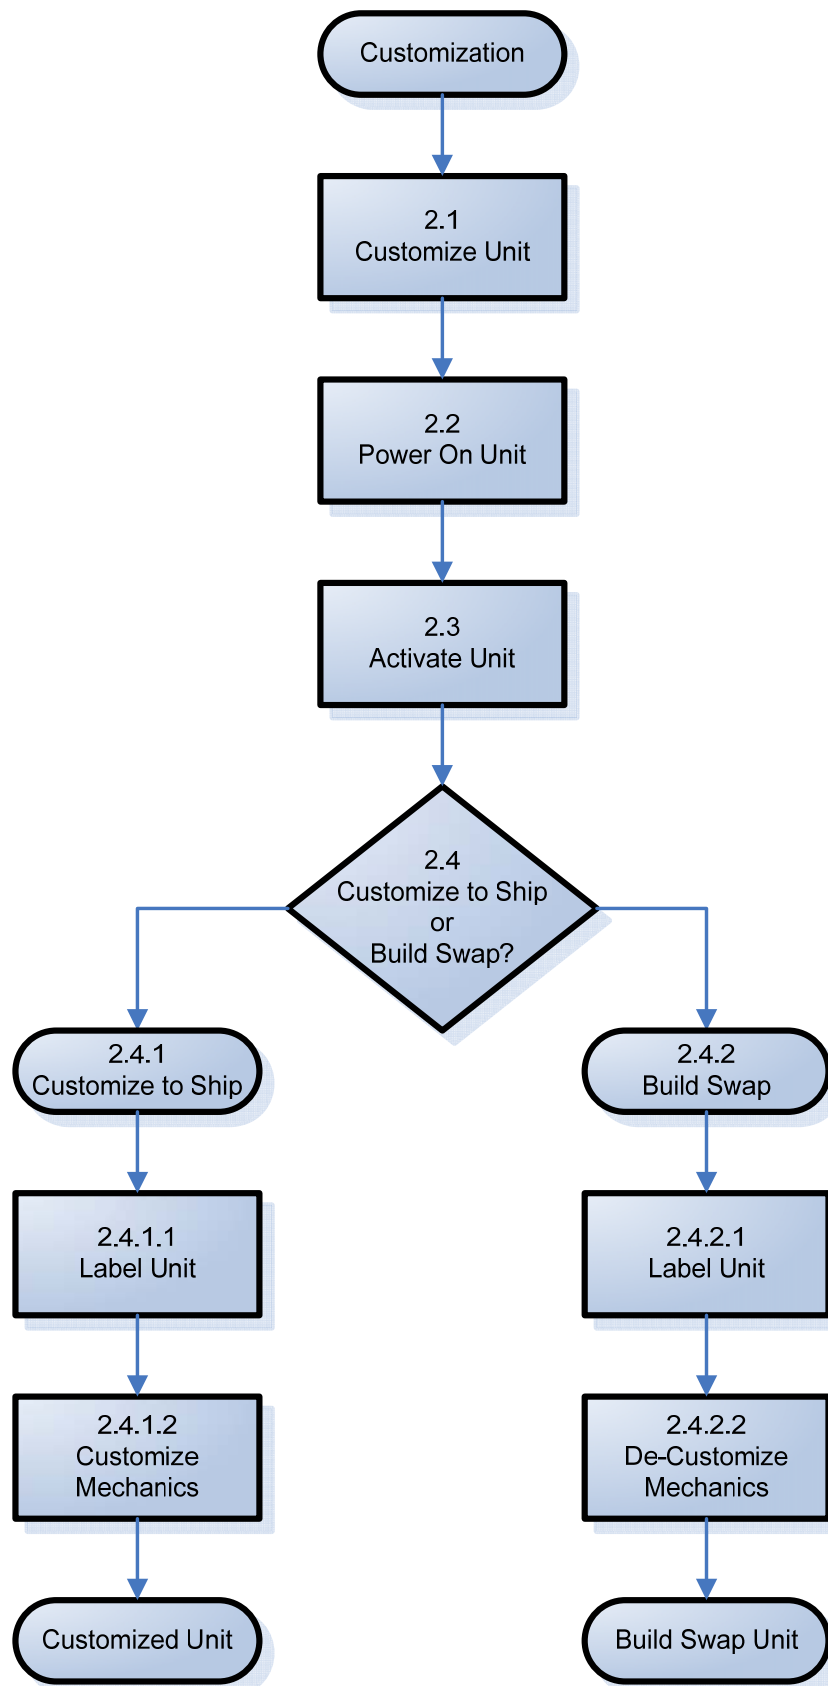 Customization
2.1
Customize Unit
2.2
Power On Unit
2.3
Activate Unit
2.4
Customize to Ship
or
Build Swap?
2.4.1
Customize to Ship
2.4.2
Build Swap
2.4.1.1
Label Unit
2.4.2.1
Label Unit
2.4.1.2
Customize
Mechanics
2.4.2.2
De-Customize
Mechanics
Customized Unit
Build Swap Unit